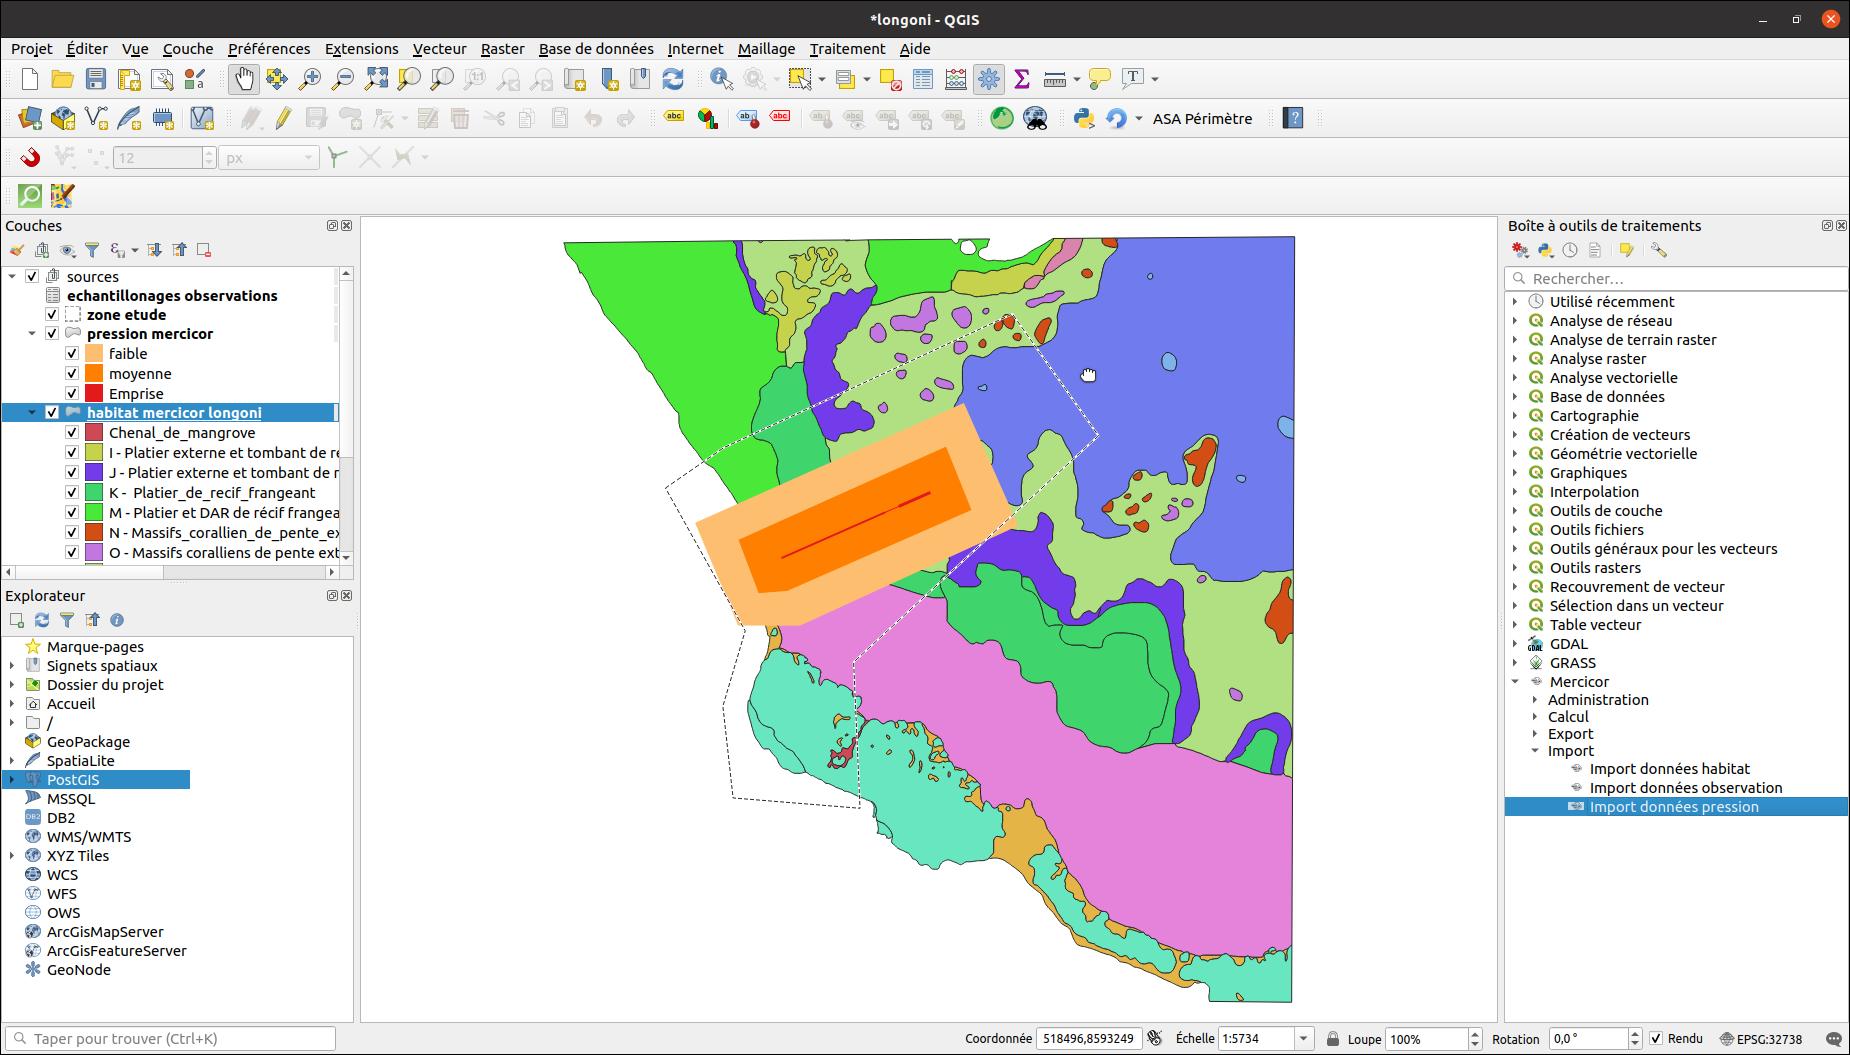 *longoni - QGIS
Projet Éditer Vue Couche Préférences Extensions Vecteur Raster Base de données Internet Maillage Traitement Aide
ASA Périmètre
12 px
Couches
sources
echantillonages observations
zone etude
pression mercicor
faible
moyenne
Emprise
habitat mercicor longoni
Chenal_de_mangrove
I - Platier externe et tombant de ré
J - Platier externe et tombant de r
K - Platier_de_recif_frangeant
M - Platier et DAR de récif frangea
N - Massifs_corallien_de_pente_ex
O - Massifs coralliens de pente ext
Explorateur
Marque-pages
Signets spatiaux
Dossier du projet
Accueil
/
GeoPackage
SpatiaLite
PostGIS
MSSQL
DB2
WMS/WMTS
XYZ Tiles
WCS
WFS
OWS
ArcGisMapServer
ArcGisFeatureServer
GeoNode
Boîte à outils de traitements
Rechercher…
Utilisé récemment
Analyse de réseau
Analyse de terrain raster
Analyse raster
Analyse vectorielle
Base de données
Cartographie
Création de vecteurs
Géométrie vectorielle
Graphiques
Interpolation
Outils de couche
Outils fichiers
Outils généraux pour les vecteurs
Outils rasters
Recouvrement de vecteur
Sélection dans un vecteur
Table vecteur
GDAL
GRASS
Mercicor
Administration
Calcul
Export
Import
Import données habitat
Import données observation
Import données pression
Taper pour trouver (Ctrl+K)
Coordonnée 518496,8593249 Échelle 1:5734 Loupe 100% Rotation 0,0 ° Rendu EPSG:32738